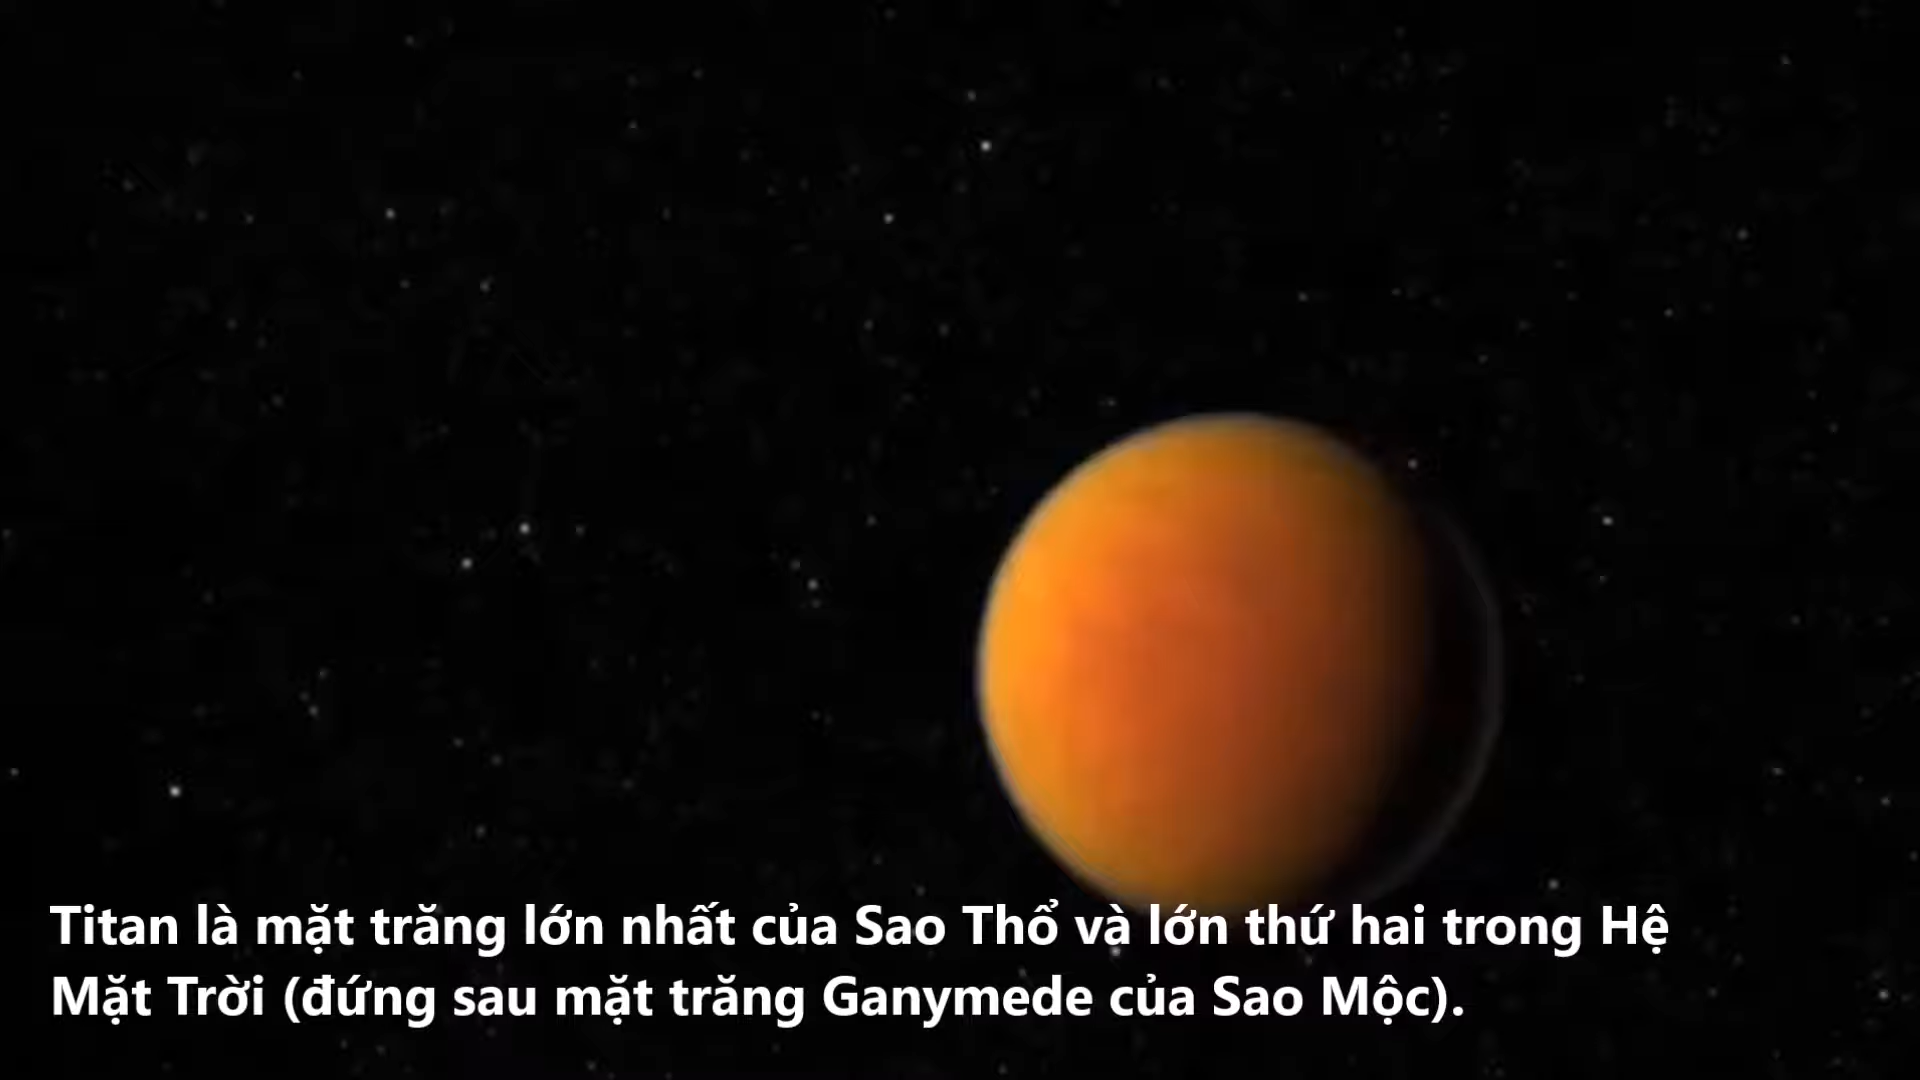 Titan là mặt trăng lớn nhất của Sao Thổ và lớn thứ hai trong Hệ
Mặt Trời (đứng sau mặt trăng Ganymede của Sao Mộc).